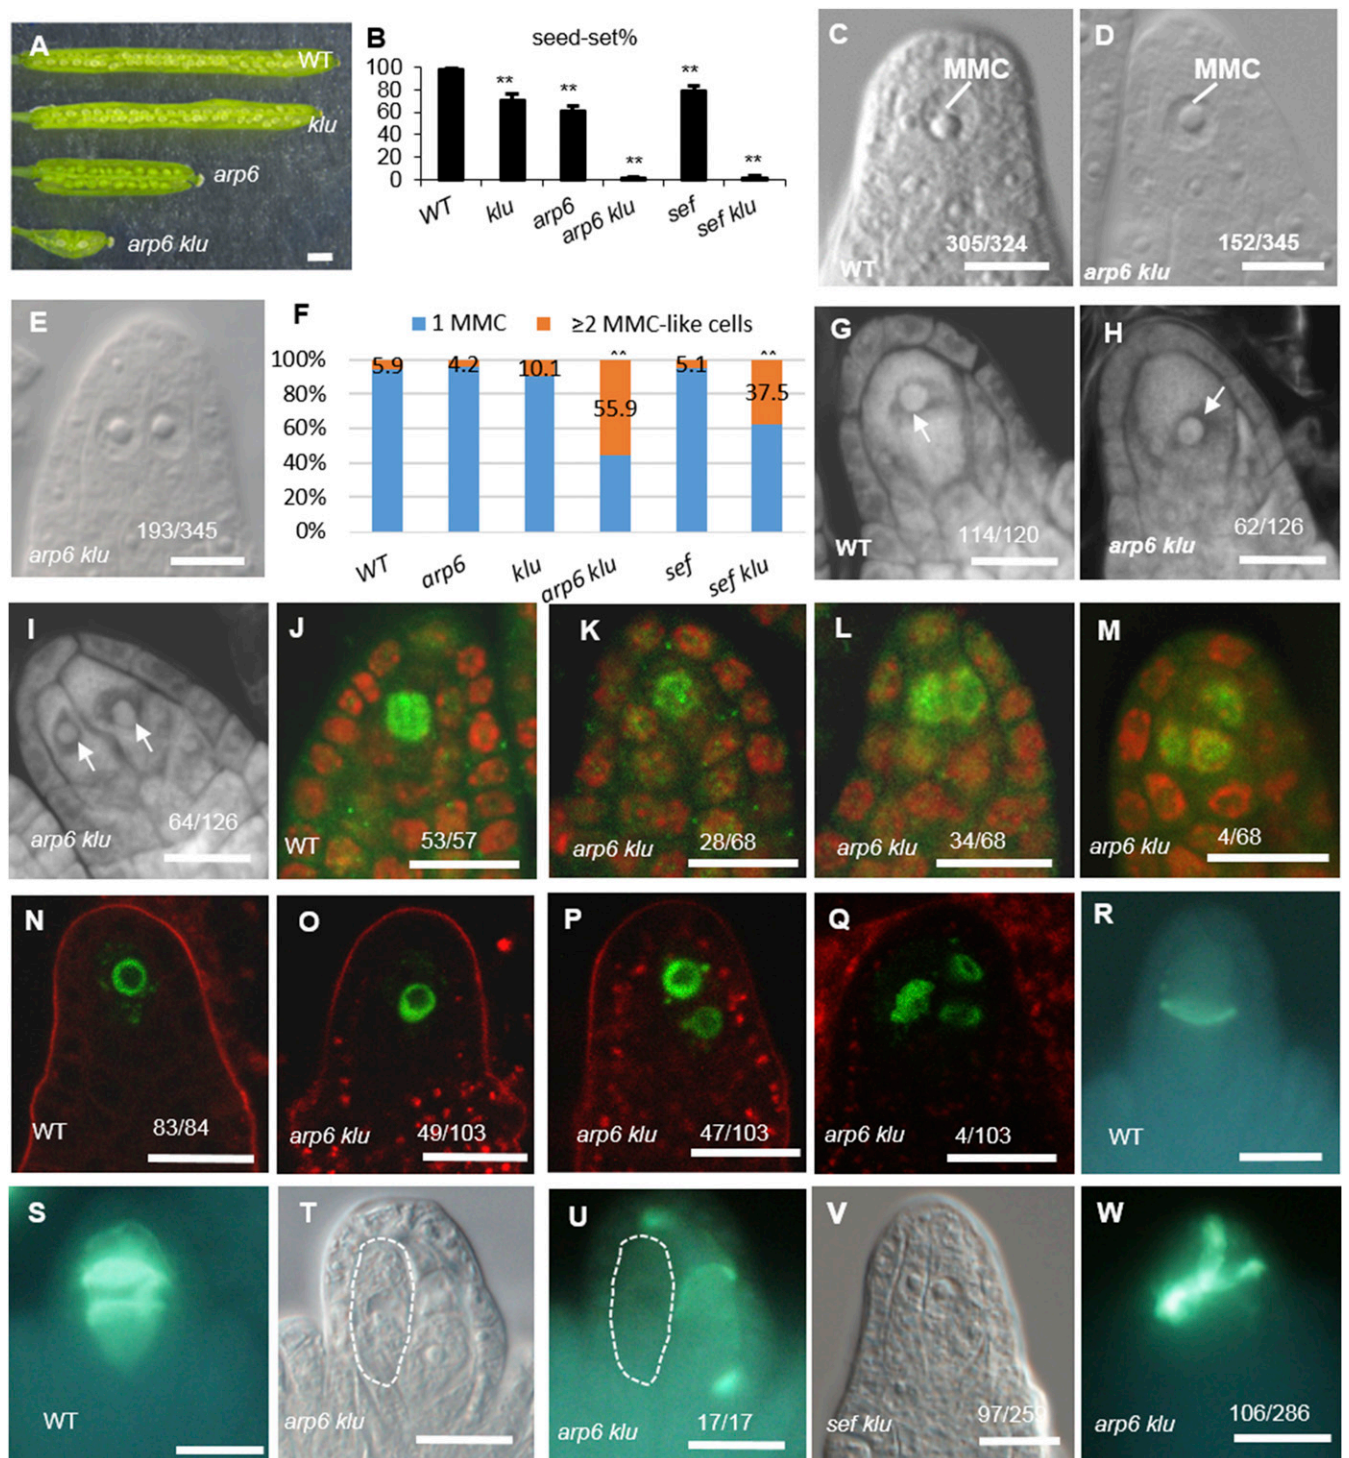 A
WT
klu
arp6
arp6 klu
B
seed-set%
100
80
60
40
20
0
**
**
**
**
**
WT
klu
arp6
arp6 klu
sef
sef klu
C
MMC
305/324
WT
D
MMC
152/345
arp6 klu
E
193/345
arp6 klu
F
1 MMC
≥2 MMC-like cells
100%
80%
60%
40%
20%
0%
5.9
4.2
10.1
^^
55.9
5.1
^^
37.5
WT
arp6
klu
arp6 klu
sef
sef klu
G
114/120
WT
H
62/126
arp6 klu
I
64/126
arp6 klu
J
53/57
WT
K
28/68
arp6 klu
L
34/68
arp6 klu
M
4/68
arp6 klu
N
83/84
WT
O
49/103
arp6 klu
P
47/103
arp6 klu
Q
4/103
arp6 klu
R
WT
S
WT
T
arp6 klu
U
17/17
arp6 klu
V
97/259
sef klu
W
106/286
arp6 klu